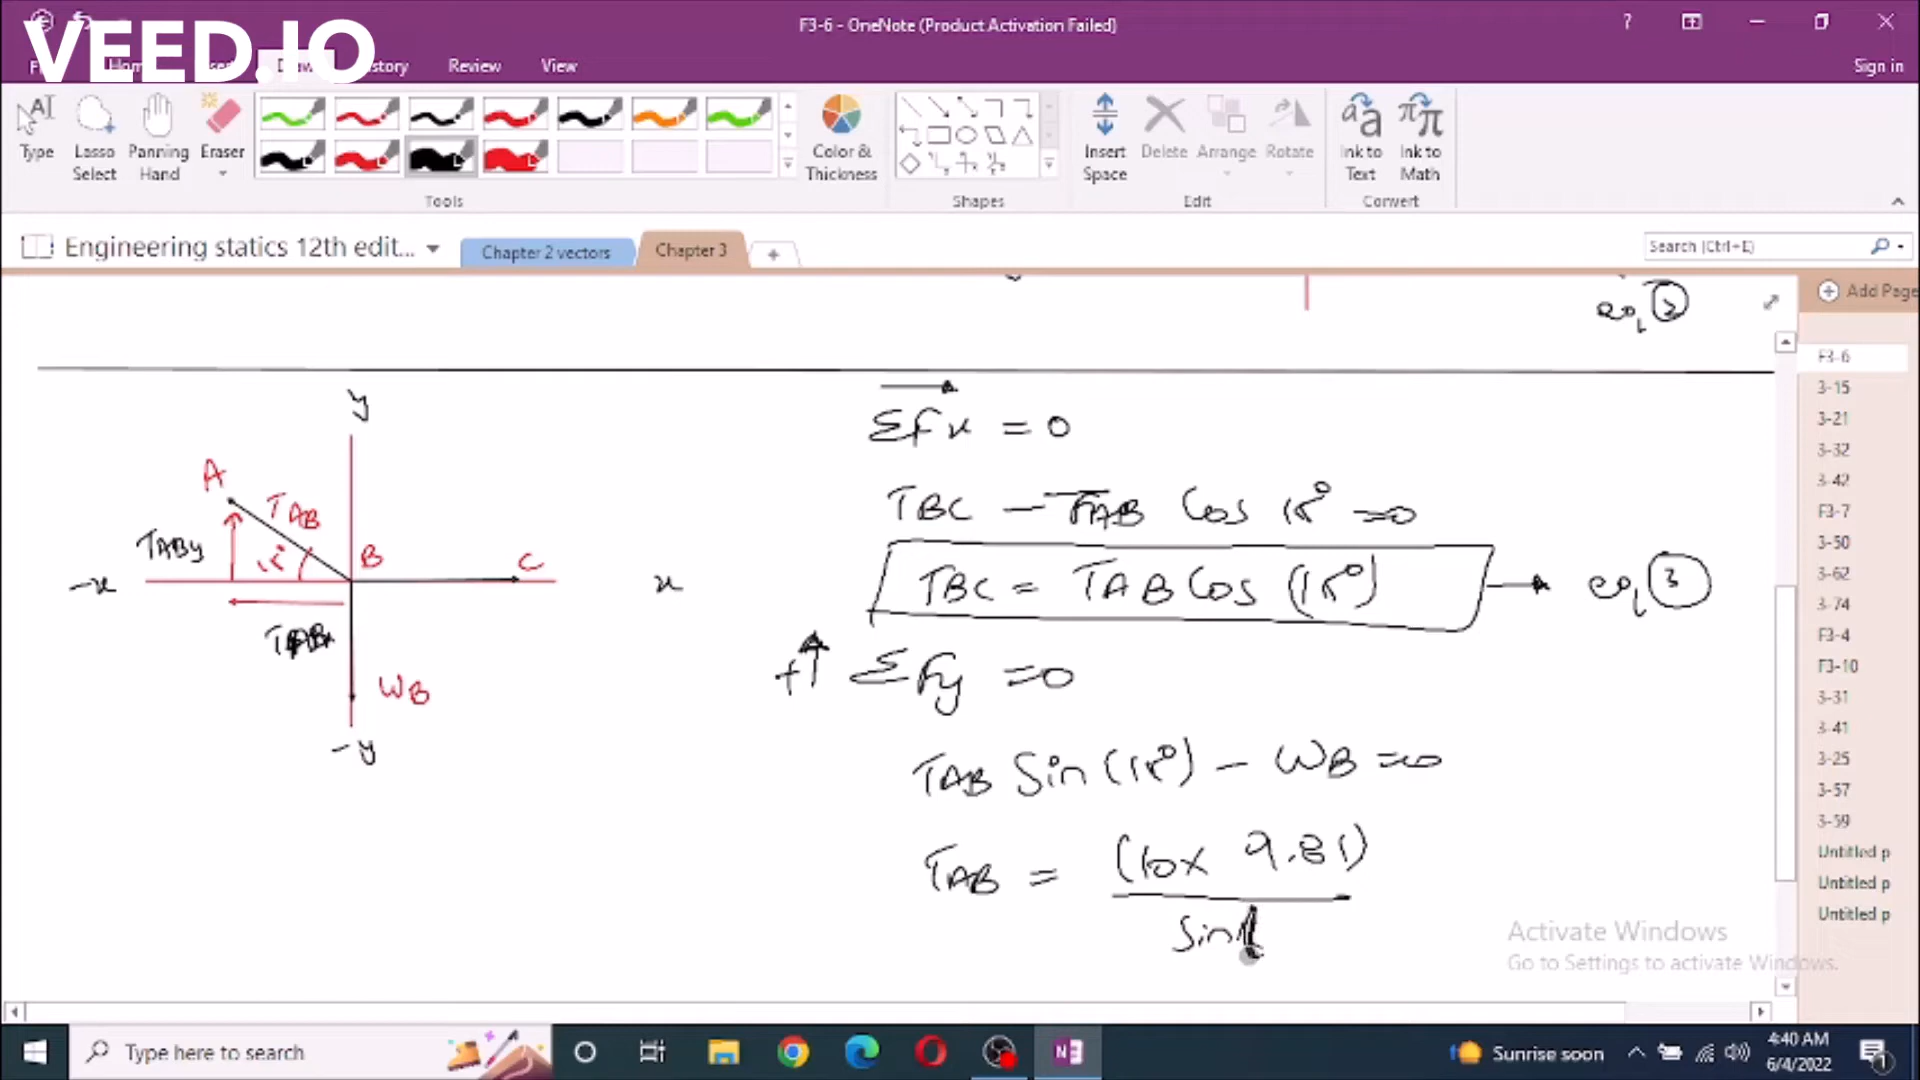 VEED.IO
F3-6 - OneNote (Product Activation Failed)
?
Draw
Review
View
Sign in
Type
Lasso Select
Panning Hand
Eraser
Color & Thickness
Insert Space
Delete
Arrange
Rotate
Ink to Text
Ink to Math
Tools
Shapes
Edit
Convert
Engineering statics 12th edit...
Chapter 2 vectors
Chapter 3
Search (Ctrl+E)
Add Page
F3-6
3-15
3-21
3-32
3-42
F3-7
3-50
3-62
3-74
F3-4
F3-10
3-31
3-41
3-25
3-57
3-59
Untitled p
Untitled p
Untitled p
eq 2
y
A
TAB
TABy
15°
B
C
-x
x
TABx
WB
-y
ΣFx = 0
TBC - TAB Cos 15° = 0
TBC = TAB Cos (15°) → eq 3
+↑ ΣFy = 0
TAB Sin (15°) - WB = 0
TAB = (10x 9.81)
Sin 1
Activate Windows
Go to Settings to activate Windows.
Type here to search
Sunrise soon
4:40 AM
6/4/2022
1